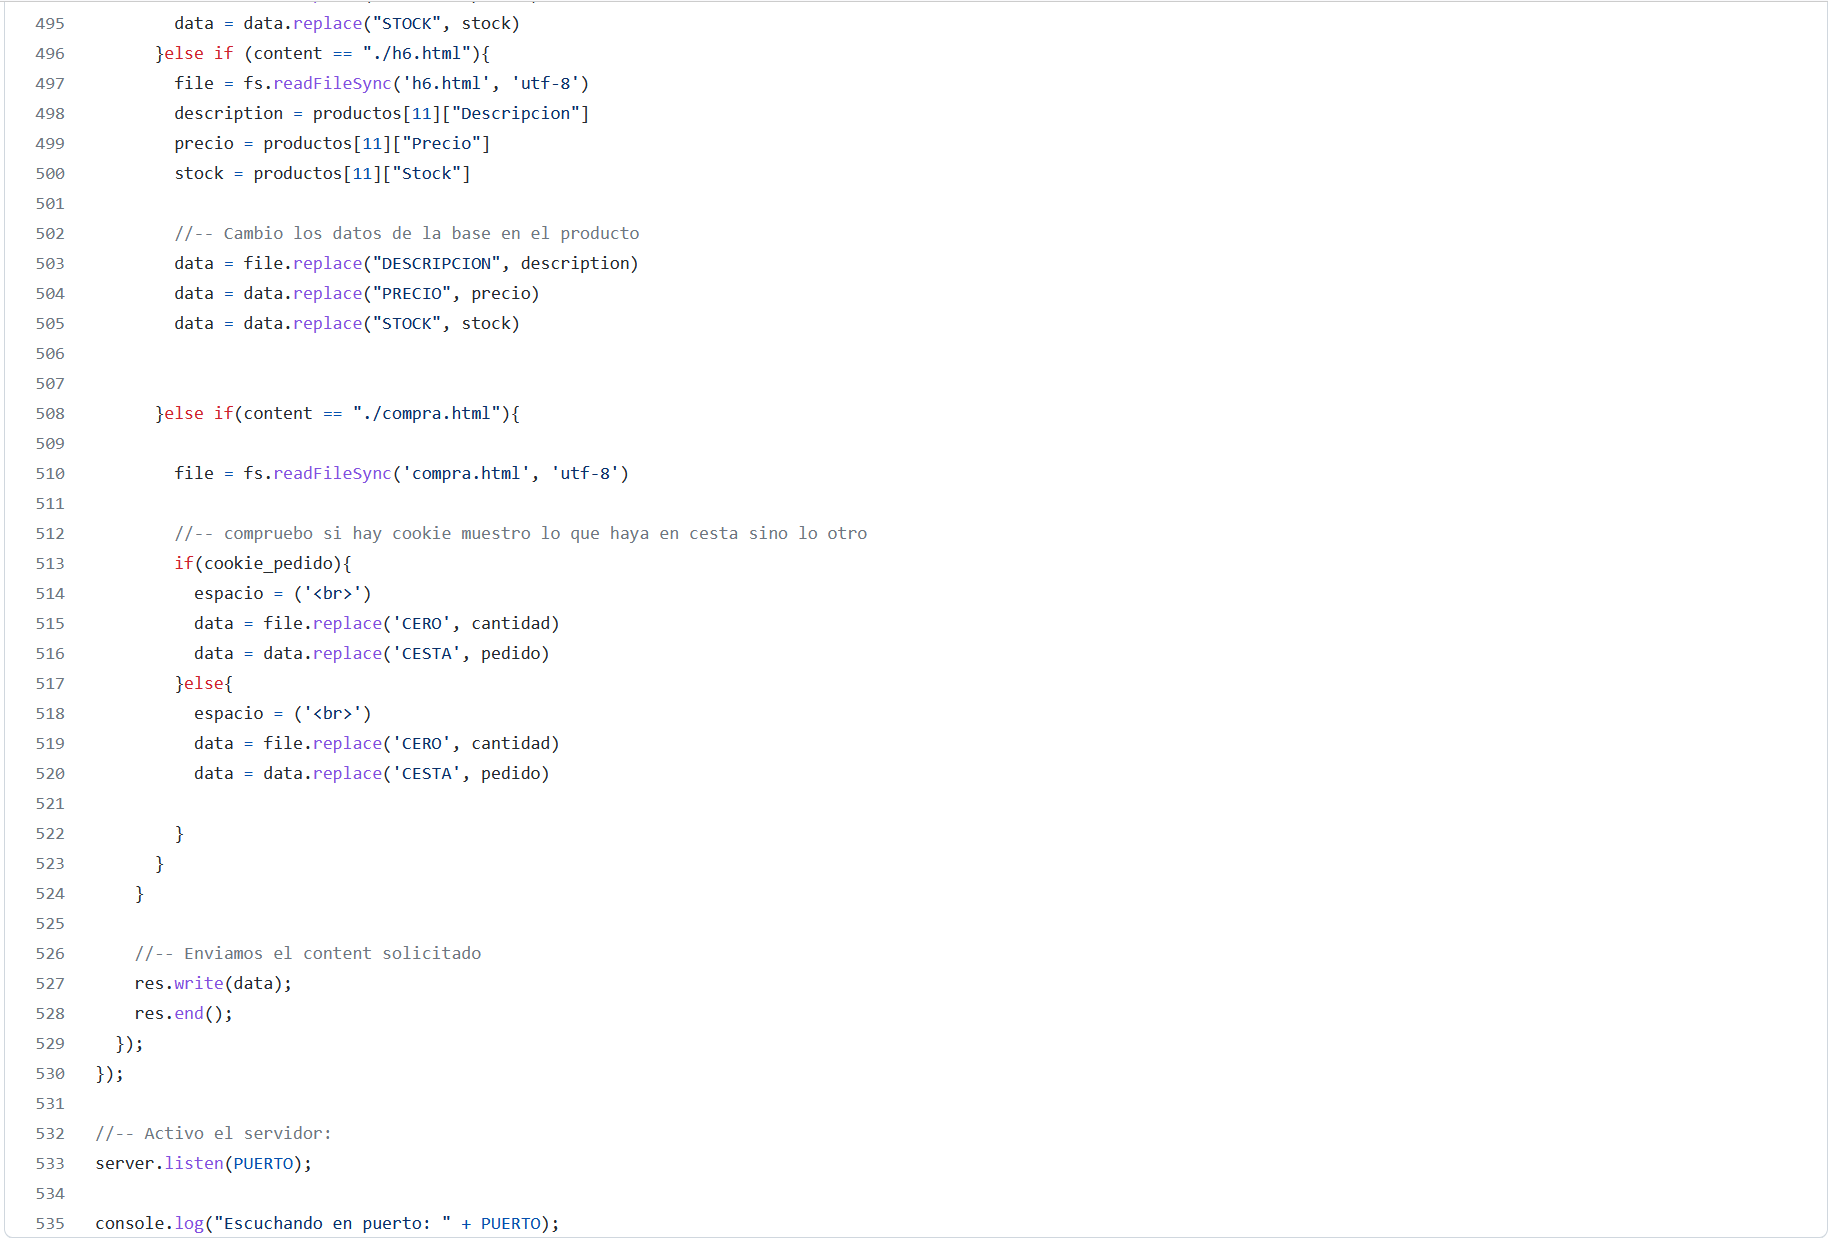 495 data = data.replace("STOCK", stock)
496 }else if (content == "./h6.html"){
497 file = fs.readFileSync('h6.html', 'utf-8')
498 description = productos[11]["Descripcion"]
499 precio = productos[11]["Precio"]
500 stock = productos[11]["Stock"]
501
502 //-- Cambio los datos de la base en el producto
503 data = file.replace("DESCRIPCION", description)
504 data = data.replace("PRECIO", precio)
505 data = data.replace("STOCK", stock)
506
507
508 }else if(content == "./compra.html"){
509
510 file = fs.readFileSync('compra.html', 'utf-8')
511
512 //-- compruebo si hay cookie muestro lo que haya en cesta sino lo otro
513 if(cookie_pedido){
514 espacio = ('<br>')
515 data = file.replace('CERO', cantidad)
516 data = data.replace('CESTA', pedido)
517 }else{
518 espacio = ('<br>')
519 data = file.replace('CERO', cantidad)
520 data = data.replace('CESTA', pedido)
521
522 }
523 }
524 }
525
526 //-- Enviamos el content solicitado
527 res.write(data);
528 res.end();
529 });
530 });
531
532 //-- Activo el servidor:
533 server.listen(PUERTO);
534
535 console.log("Escuchando en puerto: " + PUERTO);